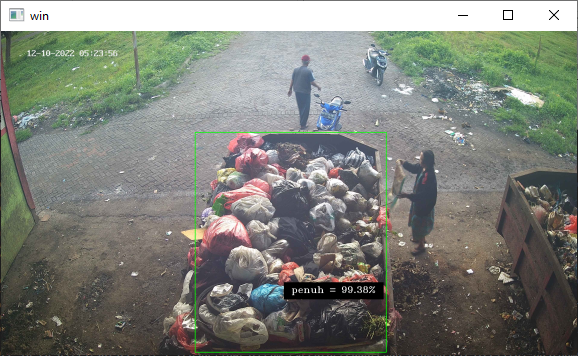 win
12-10-2022 05:23:56
penuh = 99.38%